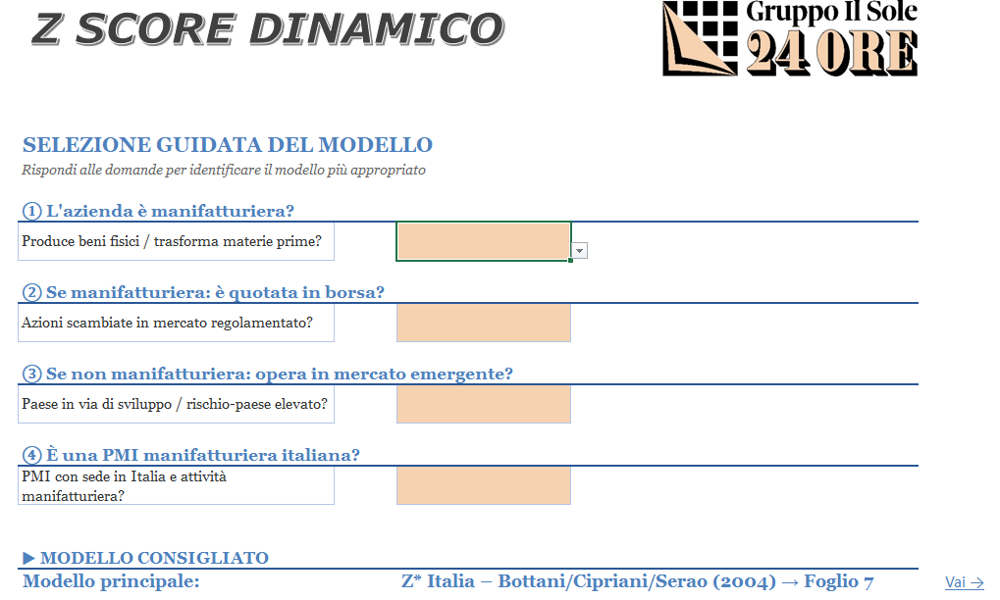 Z SCORE DINAMICO
Gruppo Il Sole
24 ORE
SELEZIONE GUIDATA DEL MODELLO
Rispondi alle domande per identificare il modello più appropriato
① L'azienda è manifatturiera?
Produce beni fisici / trasforma materie prime?
② Se manifatturiera: è quotata in borsa?
Azioni scambiate in mercato regolamentato?
③ Se non manifatturiera: opera in mercato emergente?
Paese in via di sviluppo / rischio-paese elevato?
④ È una PMI manifatturiera italiana?
PMI con sede in Italia e attività
manifatturiera?
▶ MODELLO CONSIGLIATO
Modello principale: Z* Italia – Bottani/Cipriani/Serao (2004) → Foglio 7 Vai →